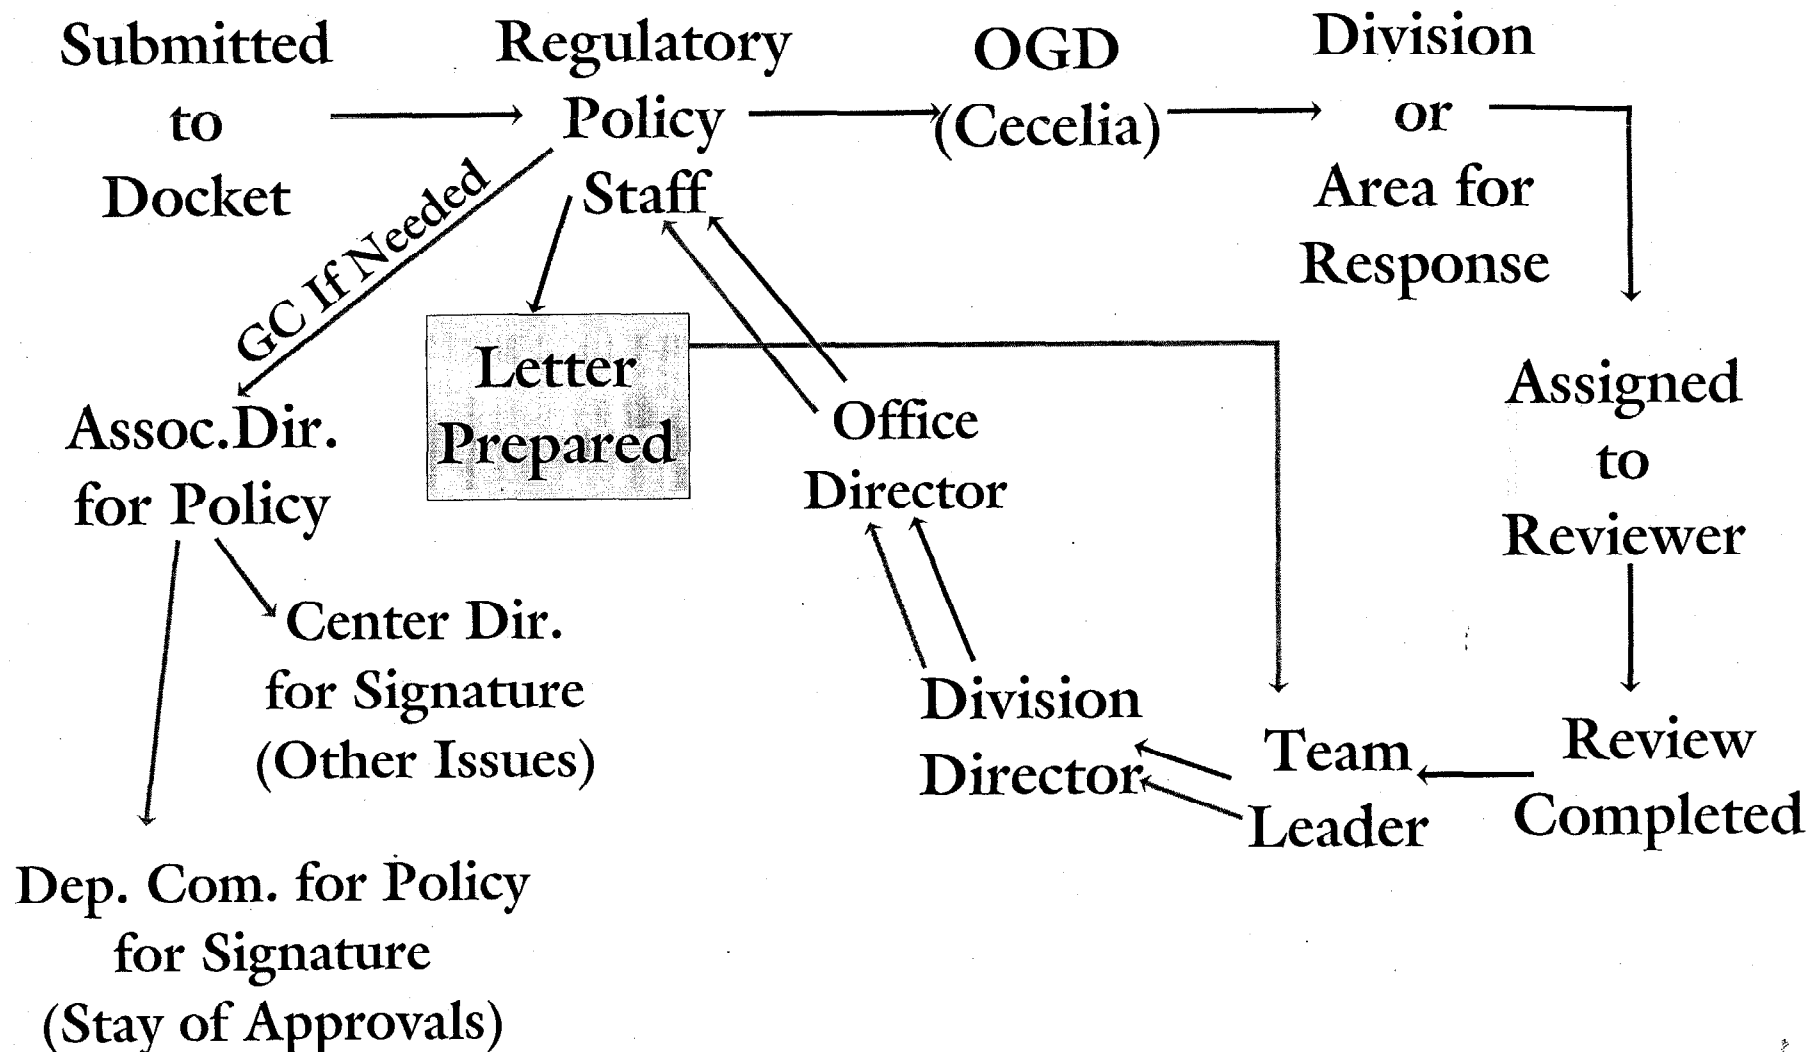 Submitted
to
Docket
Regulatory
Policy
Staff
OGD
(Cecelia)
Division
or
Area for
Response
GC If Needed
Letter
Prepared
Office
Director
Assigned
to
Reviewer
Assoc.Dir.
for Policy
Center Dir.
for Signature
(Other Issues)
Division
Director
Team
Leader
Review
Completed
Dep. Com. for Policy
for Signature
(Stay of Approvals)